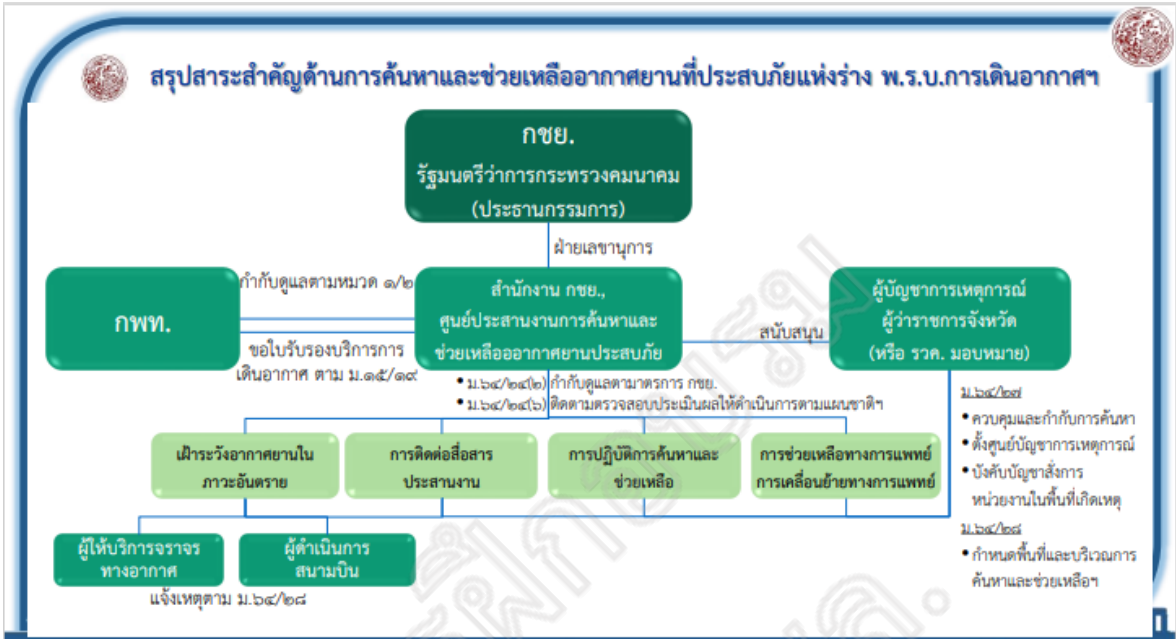 สรุปสาระสำคัญด้านการค้นหาและช่วยเหลืออากาศยานที่ประสบภัยแห่งร่าง พ.ร.บ.การเดินอากาศฯ
กชย.
รัฐมนตรีว่าการกระทรวงคมนาคม
(ประธานกรรมการ)
ฝ่ายเลขานุการ
กพท.
กำกับดูแลตามหมวด ๑/๒
ขอใบรับรองบริการการ
เดินอากาศ ตาม ม.๑๕/๑๙
สำนักงาน กชย.,
ศูนย์ประสานงานการค้นหาและ
ช่วยเหลือออากาศยานประสบภัย
สนับสนุน
ผู้บัญชาการเหตุการณ์
ผู้ว่าราชการจังหวัด
(หรือ รวค. มอบหมาย)
• ม.๖๔/๒๔(๒) กำกับดูแลตามาตรการ กชย.
• ม.๖๔/๒๔(๖) ติดตามตรวจสอบประเมินผลให้ดำเนินการตามแผนชาติฯ
เฝ้าระวังอากาศยานใน
ภาวะอันตราย
การติดต่อสื่อสาร
ประสานงาน
การปฏิบัติการค้นหาและ
ช่วยเหลือ
การช่วยเหลือทางการแพทย์
การเคลื่อนย้ายทางการแพทย์
ม.๖๔/๒๗
• ควบคุมและกำกับการค้นหา
• ตั้งศูนย์บัญชาการเหตุการณ์
• บังคับบัญชาสั่งการ
หน่วยงานในพื้นที่เกิดเหตุ
ม.๖๔/๒๘
• กำหนดพื้นที่และบริเวณการ
ค้นหาและช่วยเหลือฯ
ผู้ให้บริการจราจร
ทางอากาศ
ผู้ดำเนินการ
สนามบิน
แจ้งเหตุตาม ม.๖๔/๒๘